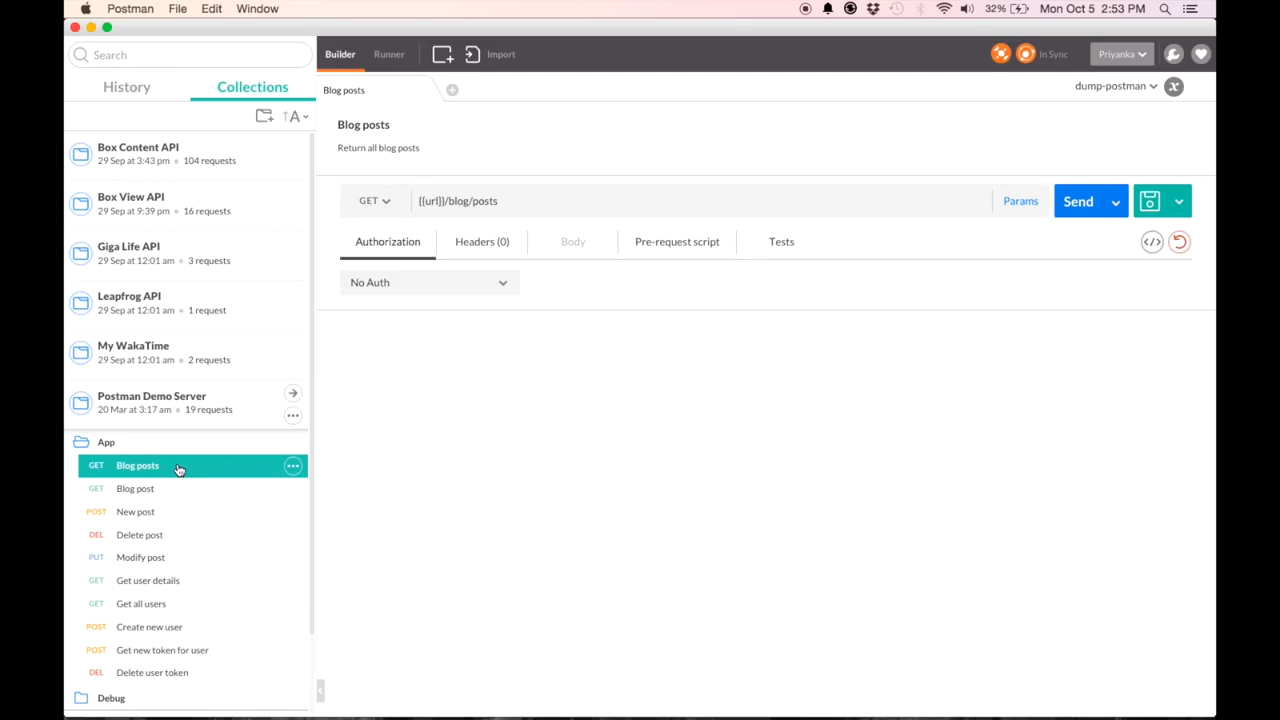 Postman File Edit Window 32% Mon Oct 5 2:53 PM
Search
History Collections
↑A
Box Content API
29 Sep at 3:43 pm • 104 requests
Box View API
29 Sep at 9:39 pm • 16 requests
Giga Life API
29 Sep at 12:01 am • 3 requests
Leapfrog API
29 Sep at 12:01 am • 1 request
My WakaTime
29 Sep at 12:01 am • 2 requests
Postman Demo Server
20 Mar at 3:17 am • 19 requests
App
GET Blog posts
GET Blog post
POST New post
DEL Delete post
PUT Modify post
GET Get user details
GET Get all users
POST Create new user
POST Get new token for user
DEL Delete user token
Debug
Builder Runner Import In Sync Priyanka
Blog posts dump-postman
Blog posts
Return all blog posts
GET {{url}}/blog/posts Params Send
Authorization Headers (0) Body Pre-request script Tests </>
No Auth